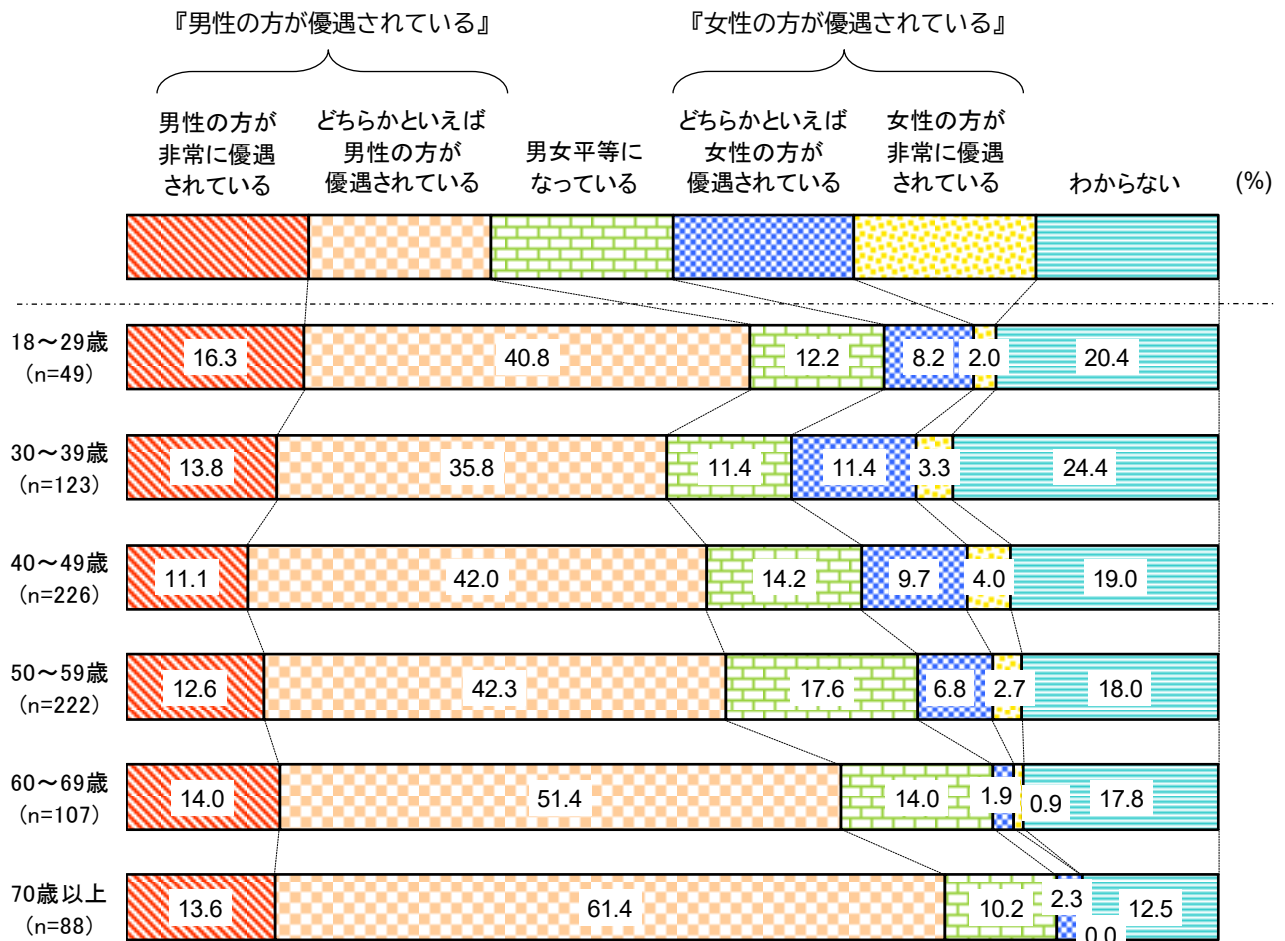 『男性の方が優遇されている』 『女性の方が優遇されている』
男性の方が
非常に優遇
されている
どちらかといえば
男性の方が
優遇されている
男女平等に
なっている
どちらかといえば
女性の方が
優遇されている
女性の方が
非常に優遇
されている
わからない
(%)
18～29歳
(n=49)
16.3 40.8 12.2 8.2 2.0 20.4
30～39歳
(n=123)
13.8 35.8 11.4 11.4 3.3 24.4
40～49歳
(n=226)
11.1 42.0 14.2 9.7 4.0 19.0
50～59歳
(n=222)
12.6 42.3 17.6 6.8 2.7 18.0
60～69歳
(n=107)
14.0 51.4 14.0 1.9 0.9 17.8
70歳以上
(n=88)
13.6 61.4 10.2 2.3 0.0 12.5